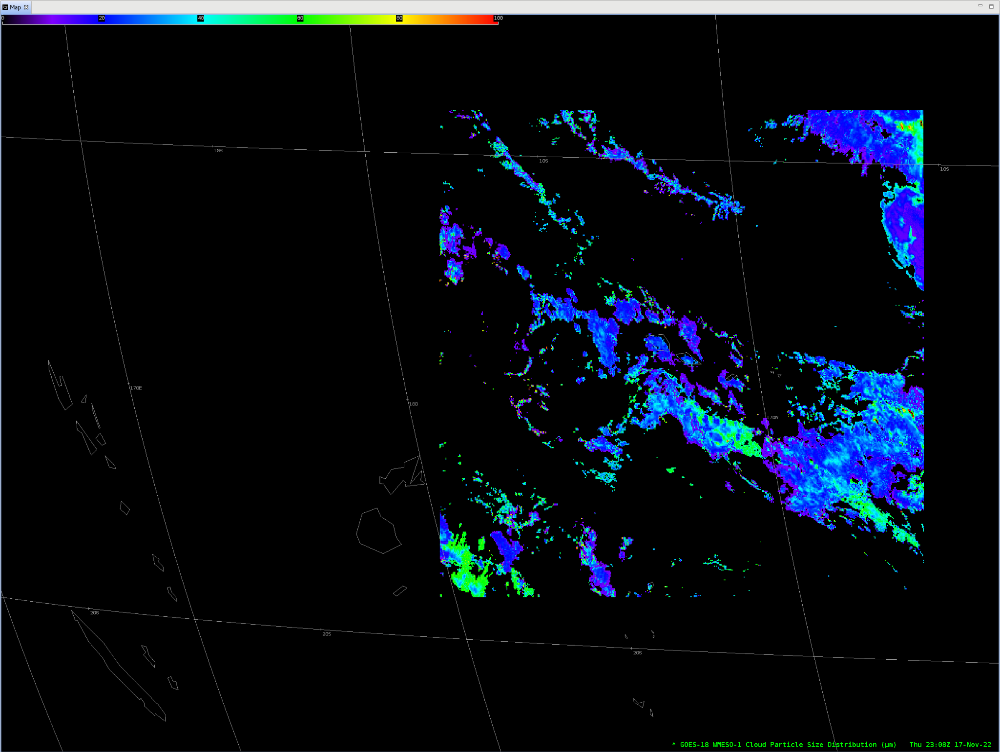 Map
0 20 40 60 80 100
10S
10S
10S
170E
180
170W
20S
20S
20S
* GOES-18 WMESO-1 Cloud Particle Size Distribution (µm) Thu 23:08Z 17-Nov-22